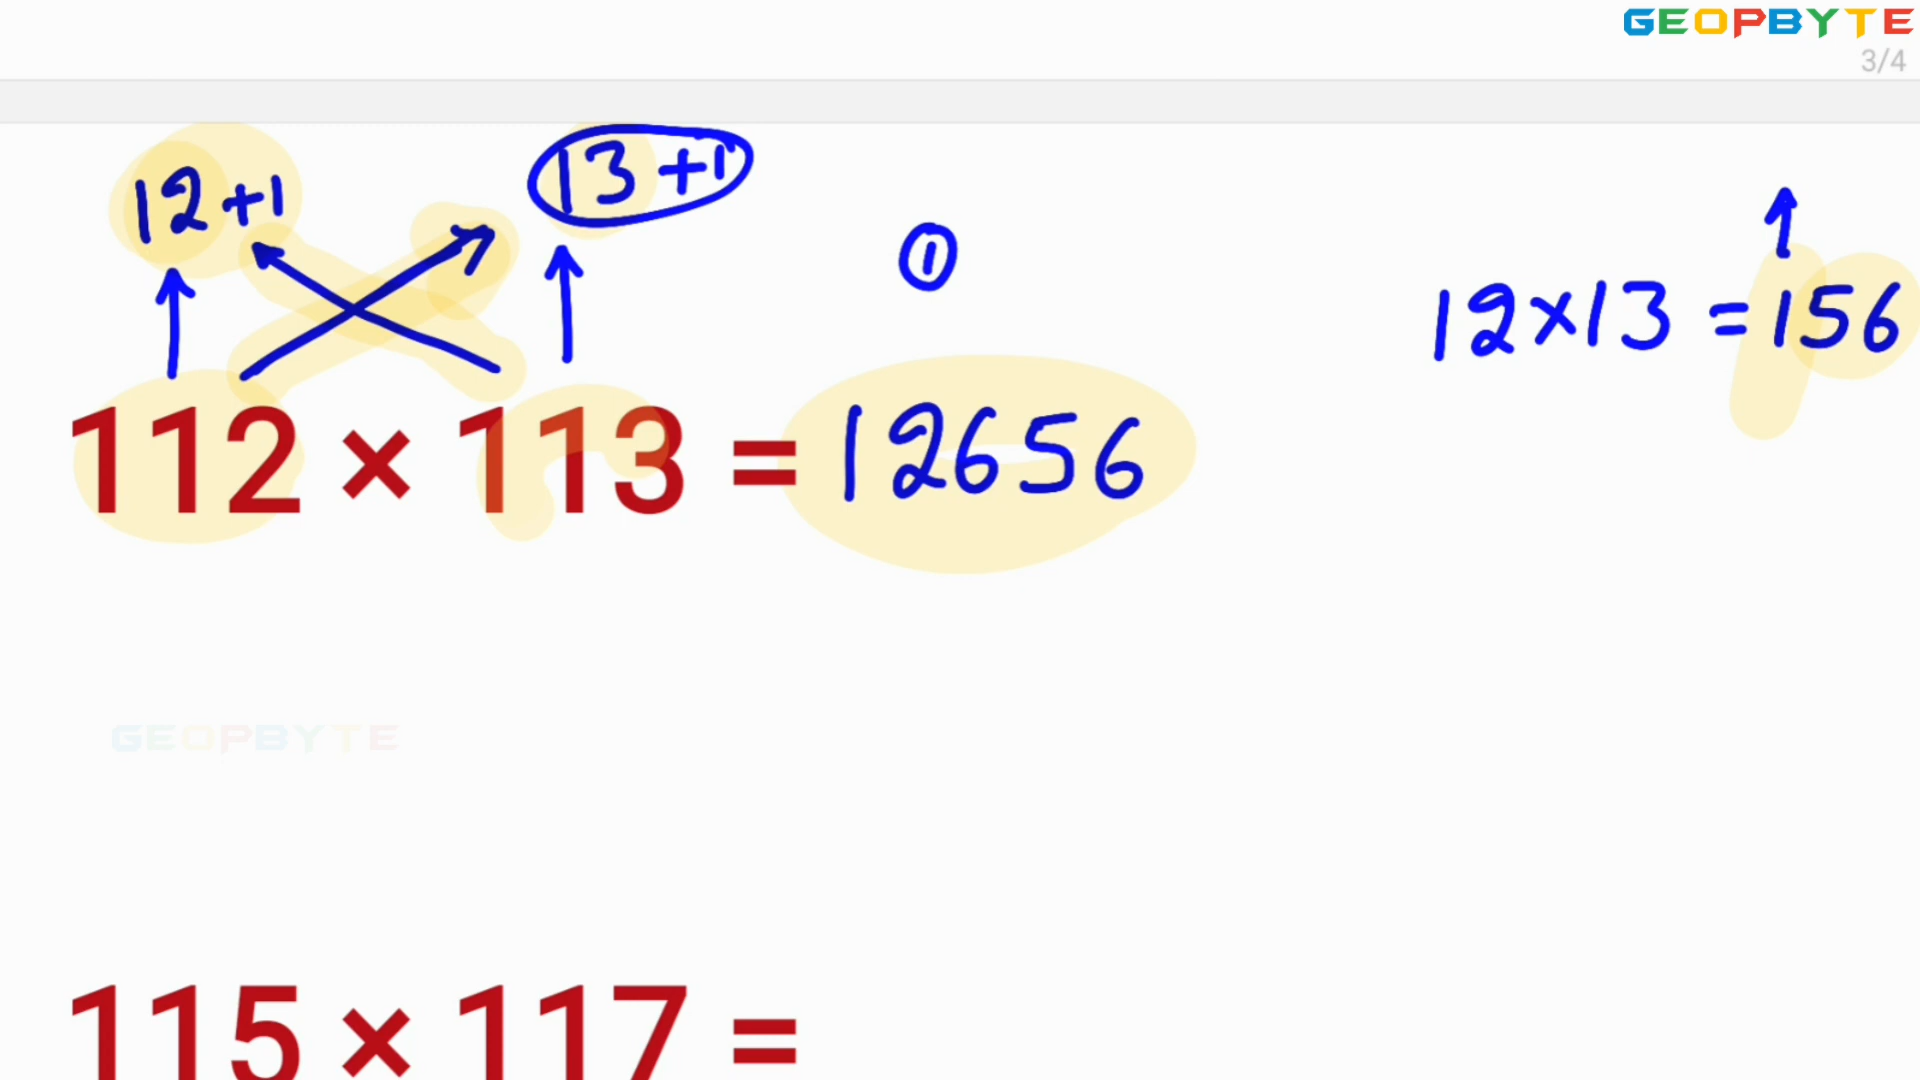 GEOPBYTE
3/4
12+1 13+1
①
12×13 = 156
112 × 113 = 12656
GEOPBYTE
115 × 117 =